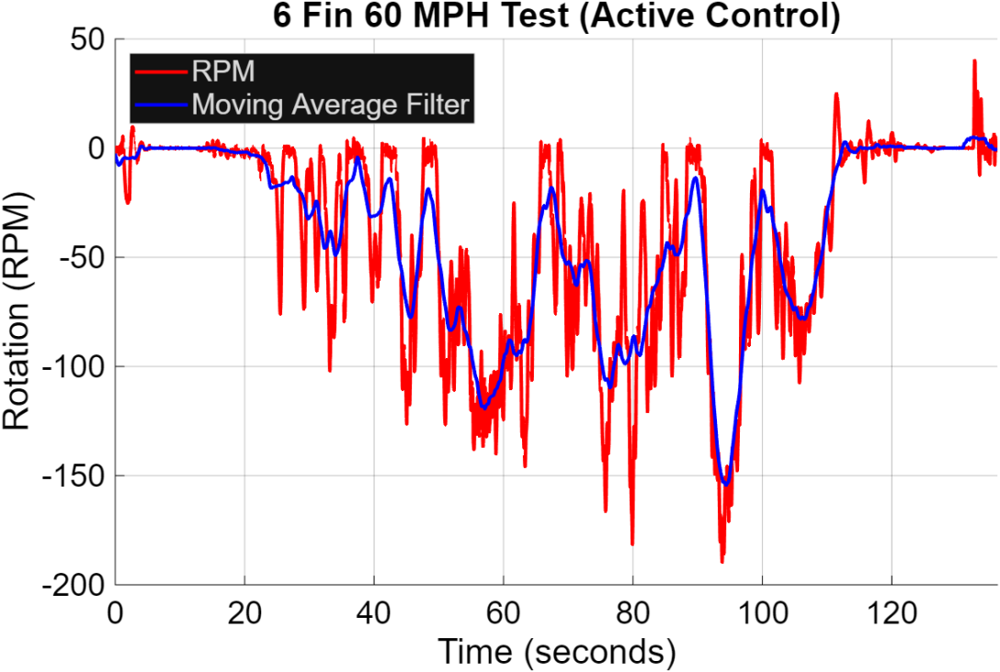 6 Fin 60 MPH Test (Active Control)
RPM
Moving Average Filter
50
0
-50
-100
-150
-200
Rotation (RPM)
0 20 40 60 80 100 120
Time (seconds)